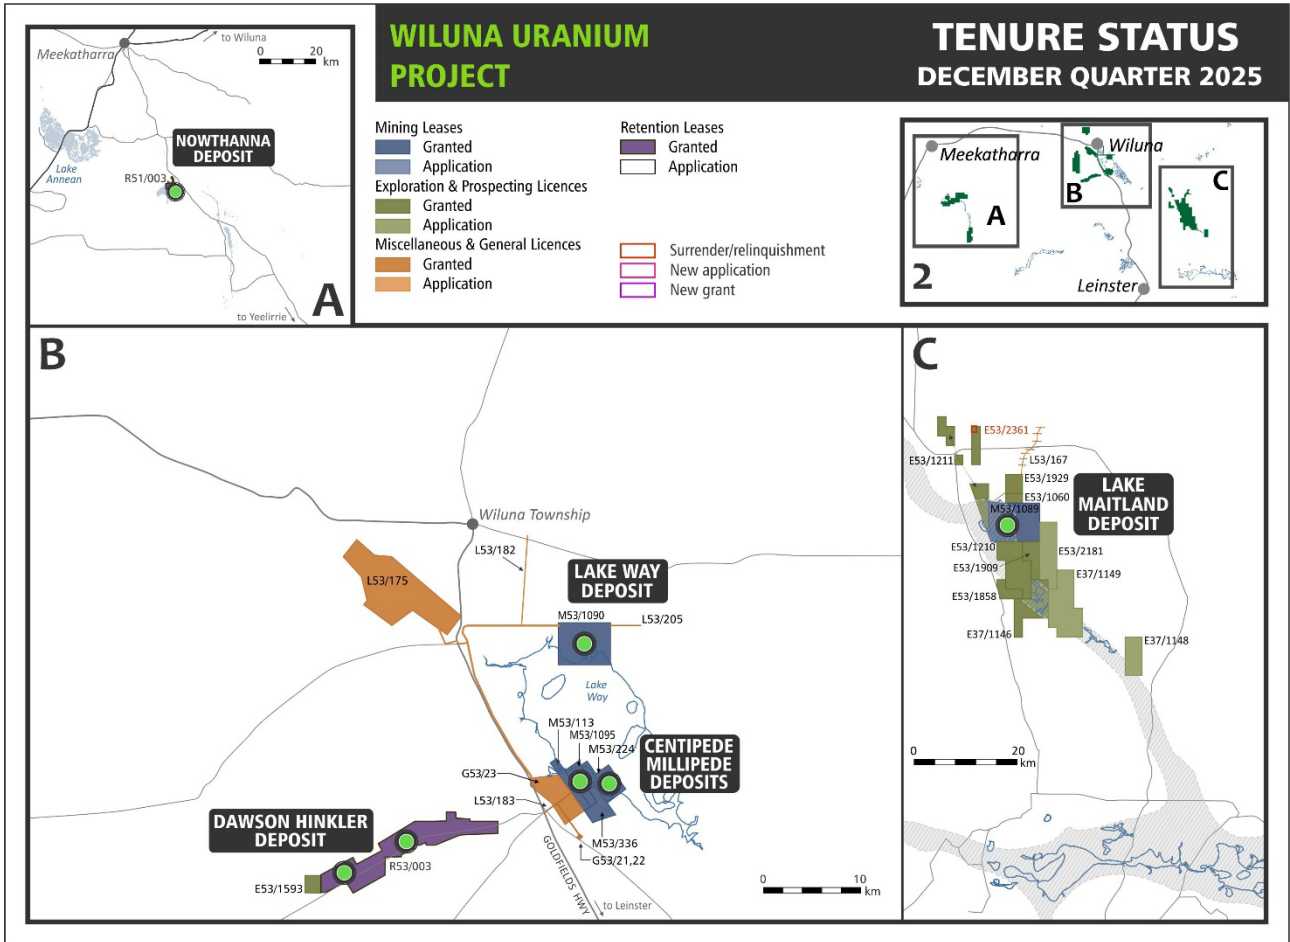 WILUNA URANIUM
PROJECT
TENURE STATUS
DECEMBER QUARTER 2025
to Wiluna
Meekatharra
0 20
km
NOWTHANNA
DEPOSIT
Lake
Annean
R51/003
to Yeelirrie
A
Mining Leases
Granted
Application
Exploration & Prospecting Licences
Granted
Application
Miscellaneous & General Licences
Granted
Application
Retention Leases
Granted
Application
Surrender/relinquishment
New application
New grant
Meekatharra
Wiluna
A
B
C
2
Leinster
B
Wiluna Township
L53/182
L53/175
LAKE WAY
DEPOSIT
M53/1090
L53/205
Lake
Way
M53/113
M53/1095
M53/224
CENTIPEDE
MILLIPEDE
DEPOSITS
G53/23
L53/183
M53/336
G53/21,22
DAWSON HINKLER
DEPOSIT
R53/003
E53/1593
GOLDFIELDS HWY
to Leinster
0 10
km
C
E53/2361
E53/1211
L53/167
E53/1929
E53/1060
M53/1089
LAKE
MAITLAND
DEPOSIT
E53/1210
E53/2181
E53/1909
E37/1149
E53/1858
E37/1146
E37/1148
0 20
km